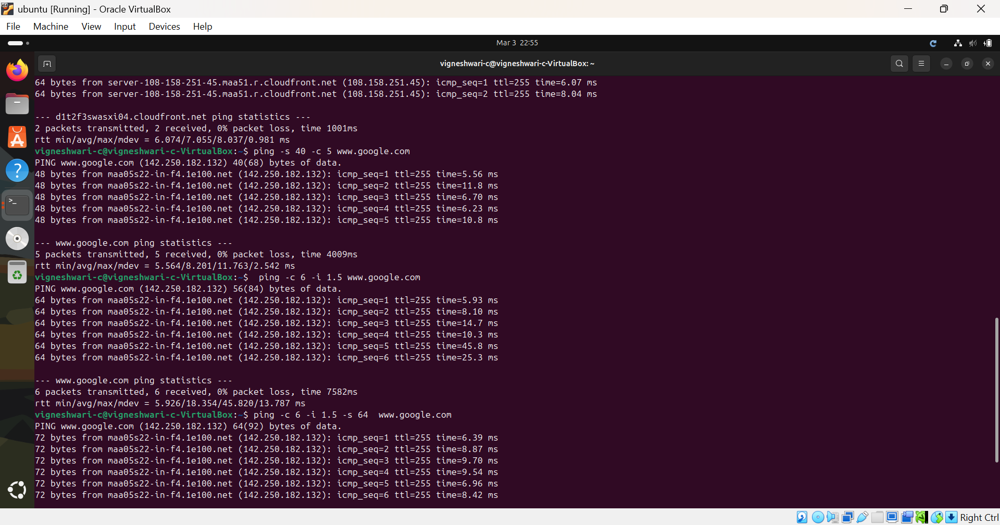 ubuntu [Running] - Oracle VirtualBox
File Machine View Input Devices Help
Mar 3 22:55
vigneshwari-c@vigneshwari-c-VirtualBox: ~
64 bytes from server-108-158-251-45.maa51.r.cloudfront.net (108.158.251.45): icmp_seq=1 ttl=255 time=6.07 ms
64 bytes from server-108-158-251-45.maa51.r.cloudfront.net (108.158.251.45): icmp_seq=2 ttl=255 time=8.04 ms
--- d1t2f3swasxi04.cloudfront.net ping statistics ---
2 packets transmitted, 2 received, 0% packet loss, time 1001ms
rtt min/avg/max/mdev = 6.074/7.055/8.037/0.981 ms
vigneshwari-c@vigneshwari-c-VirtualBox:~$ ping -s 40 -c 5 www.google.com
PING www.google.com (142.250.182.132) 40(68) bytes of data.
48 bytes from maa05s22-in-f4.1e100.net (142.250.182.132): icmp_seq=1 ttl=255 time=5.56 ms
48 bytes from maa05s22-in-f4.1e100.net (142.250.182.132): icmp_seq=2 ttl=255 time=11.8 ms
48 bytes from maa05s22-in-f4.1e100.net (142.250.182.132): icmp_seq=3 ttl=255 time=6.70 ms
48 bytes from maa05s22-in-f4.1e100.net (142.250.182.132): icmp_seq=4 ttl=255 time=6.23 ms
48 bytes from maa05s22-in-f4.1e100.net (142.250.182.132): icmp_seq=5 ttl=255 time=10.8 ms
--- www.google.com ping statistics ---
5 packets transmitted, 5 received, 0% packet loss, time 4009ms
rtt min/avg/max/mdev = 5.564/8.201/11.763/2.542 ms
vigneshwari-c@vigneshwari-c-VirtualBox:~$  ping -c 6 -i 1.5 www.google.com
PING www.google.com (142.250.182.132) 56(84) bytes of data.
64 bytes from maa05s22-in-f4.1e100.net (142.250.182.132): icmp_seq=1 ttl=255 time=5.93 ms
64 bytes from maa05s22-in-f4.1e100.net (142.250.182.132): icmp_seq=2 ttl=255 time=8.10 ms
64 bytes from maa05s22-in-f4.1e100.net (142.250.182.132): icmp_seq=3 ttl=255 time=14.7 ms
64 bytes from maa05s22-in-f4.1e100.net (142.250.182.132): icmp_seq=4 ttl=255 time=10.3 ms
64 bytes from maa05s22-in-f4.1e100.net (142.250.182.132): icmp_seq=5 ttl=255 time=45.8 ms
64 bytes from maa05s22-in-f4.1e100.net (142.250.182.132): icmp_seq=6 ttl=255 time=25.3 ms
--- www.google.com ping statistics ---
6 packets transmitted, 6 received, 0% packet loss, time 7582ms
rtt min/avg/max/mdev = 5.926/18.354/45.820/13.787 ms
vigneshwari-c@vigneshwari-c-VirtualBox:~$ ping -c 6 -i 1.5 -s 64  www.google.com
PING www.google.com (142.250.182.132) 64(92) bytes of data.
72 bytes from maa05s22-in-f4.1e100.net (142.250.182.132): icmp_seq=1 ttl=255 time=6.39 ms
72 bytes from maa05s22-in-f4.1e100.net (142.250.182.132): icmp_seq=2 ttl=255 time=8.87 ms
72 bytes from maa05s22-in-f4.1e100.net (142.250.182.132): icmp_seq=3 ttl=255 time=9.70 ms
72 bytes from maa05s22-in-f4.1e100.net (142.250.182.132): icmp_seq=4 ttl=255 time=9.54 ms
72 bytes from maa05s22-in-f4.1e100.net (142.250.182.132): icmp_seq=5 ttl=255 time=6.96 ms
72 bytes from maa05s22-in-f4.1e100.net (142.250.182.132): icmp_seq=6 ttl=255 time=8.42 ms
Right Ctrl